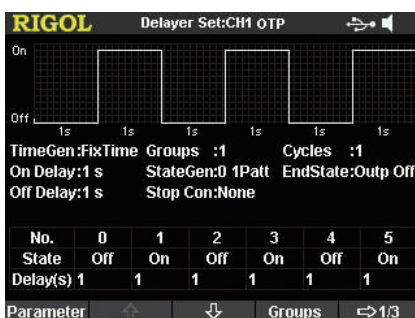 RIGOL Delayer Set:CH1 OTP
On
Off
1s 1s 1s 1s 1s 1s
TimeGen:FixTime Groups :1 Cycles :1
On Delay:1 s StateGen:0 1Patt EndState:Outp Off
Off Delay:1 s Stop Con:None
No. 0 1 2 3 4 5
State Off On Off On Off On
Delay(s) 1 1 1 1 1 1
Parameter Groups 1/3